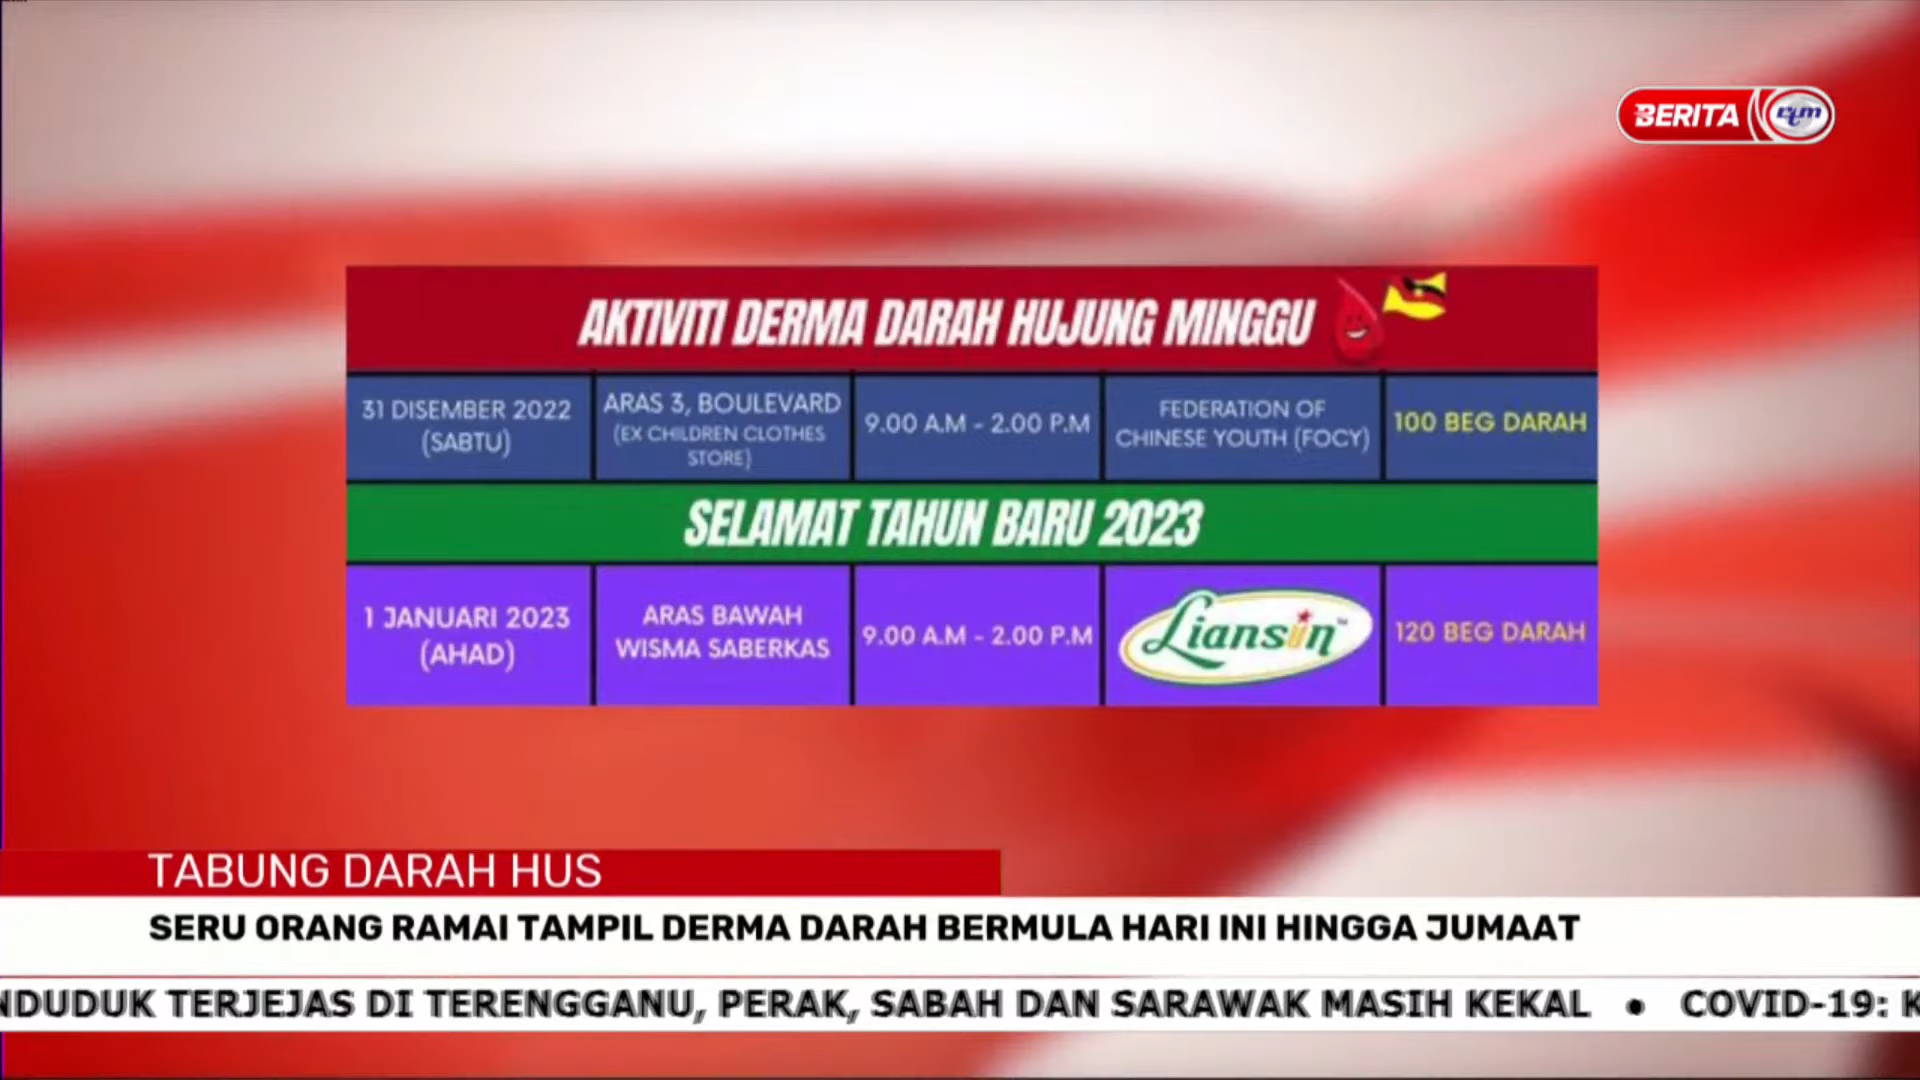 BERITA rtm
AKTIVITI DERMA DARAH HUJUNG MINGGU
31 DISEMBER 2022
(SABTU)
ARAS 3, BOULEVARD
(EX CHILDREN CLOTHES
STORE)
9.00 A.M - 2.00 P.M
FEDERATION OF
CHINESE YOUTH (FOCY)
100 BEG DARAH
SELAMAT TAHUN BARU 2023
1 JANUARI 2023
(AHAD)
ARAS BAWAH
WISMA SABERKAS
9.00 A.M - 2.00 P.M
Liansin™
120 BEG DARAH
TABUNG DARAH HUS
SERU ORANG RAMAI TAMPIL DERMA DARAH BERMULA HARI INI HINGGA JUMAAT
NDUDUK TERJEJAS DI TERENGGANU, PERAK, SABAH DAN SARAWAK MASIH KEKAL • COVID-19: K